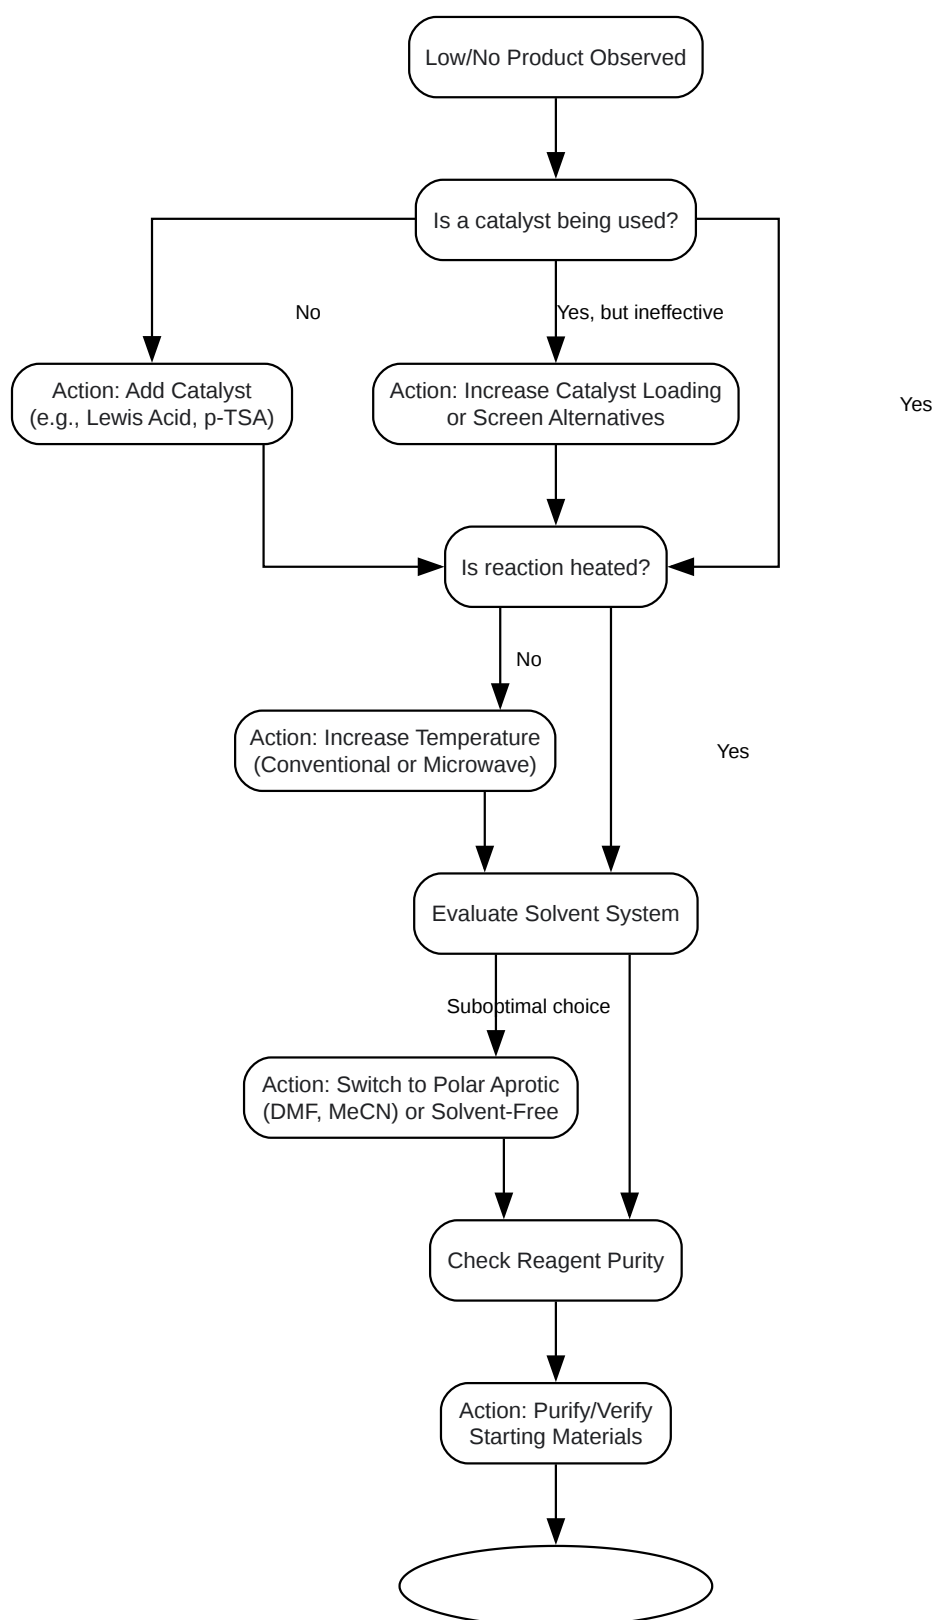 Low/No Product Observed
Is a catalyst being used?
No
Yes, but ineffective
Action: Add Catalyst
(e.g., Lewis Acid, p-TSA)
Action: Increase Catalyst Loading
or Screen Alternatives
Yes
Is reaction heated?
No
Action: Increase Temperature
(Conventional or Microwave)
Yes
Evaluate Solvent System
Suboptimal choice
Action: Switch to Polar Aprotic
(DMF, MeCN) or Solvent-Free
Check Reagent Purity
Action: Purify/Verify
Starting Materials